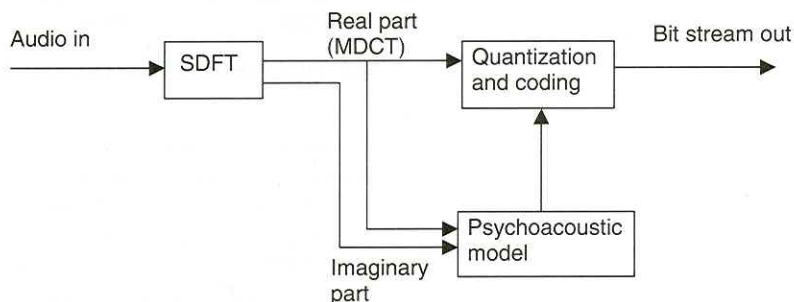 Audio in
SDFT
Real part
(MDCT)
Quantization
and coding
Bit stream out
Psychoacoustic
model
Imaginary
part